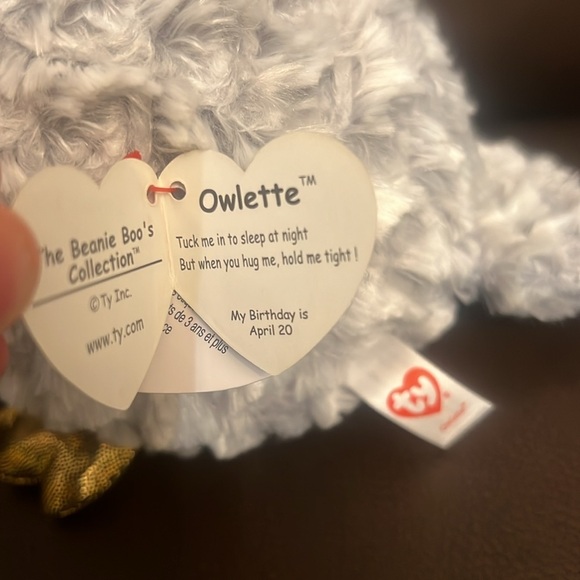 The Beanie Boo's
Collection™
© Ty Inc.
www.ty.com
Owlette™
Tuck me in to sleep at night
But when you hug me, hold me tight !
My Birthday is
April 20
de 3 ans et plus
ty